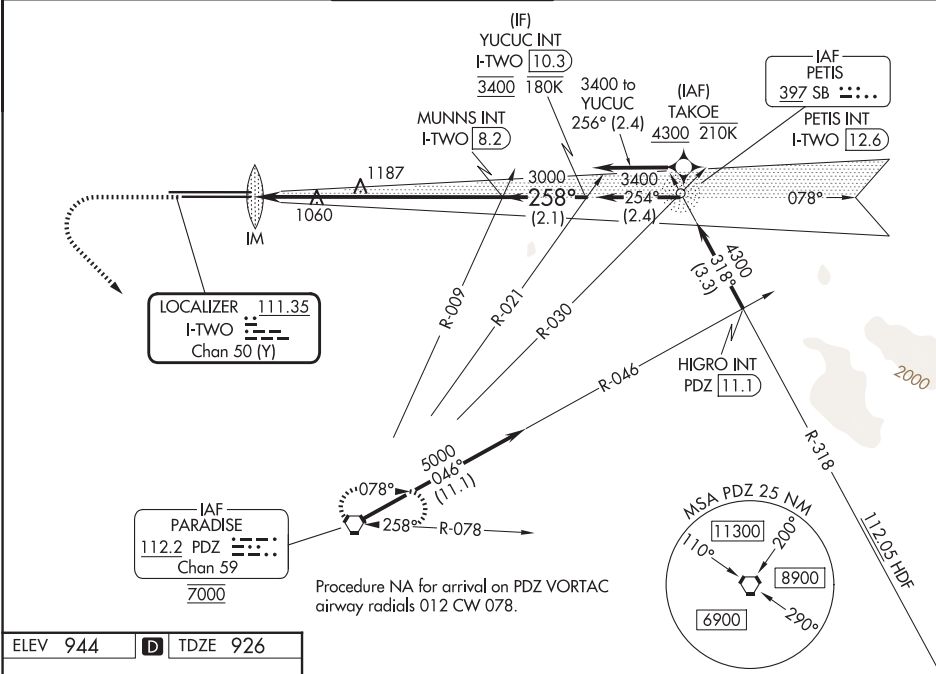 (IF)
YUCUC INT
I-TWO 10.3
3400 180K
MUNNS INT
I-TWO 8.2
3400 to
YUCUC
256° (2.4)
(IAF)
TAKOE
4300 210K
IAF
PETIS
397 SB
PETIS INT
I-TWO 12.6
1187
1060
IM
3000
258°
(2.1)
3400
254°
(2.4)
078°
4300
318°
(3.3)
LOCALIZER 111.35
I-TWO
Chan 50 (Y)
R-009
R-021
R-030
R-046
HIGRO INT
PDZ 11.1
2000
R-318
112.05 HDF
5000
046°
(11.1)
078°
258°
R-078
IAF
PARADISE
112.2 PDZ
Chan 59
7000
Procedure NA for arrival on PDZ VORTAC
airway radials 012 CW 078.
MSA PDZ 25 NM
11300
110°
200°
8900
6900
290°
ELEV 944 D TDZE 926